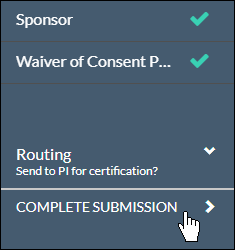 Sponsor
Waiver of Consent P...
Routing
Send to PI for certification?
COMPLETE SUBMISSION